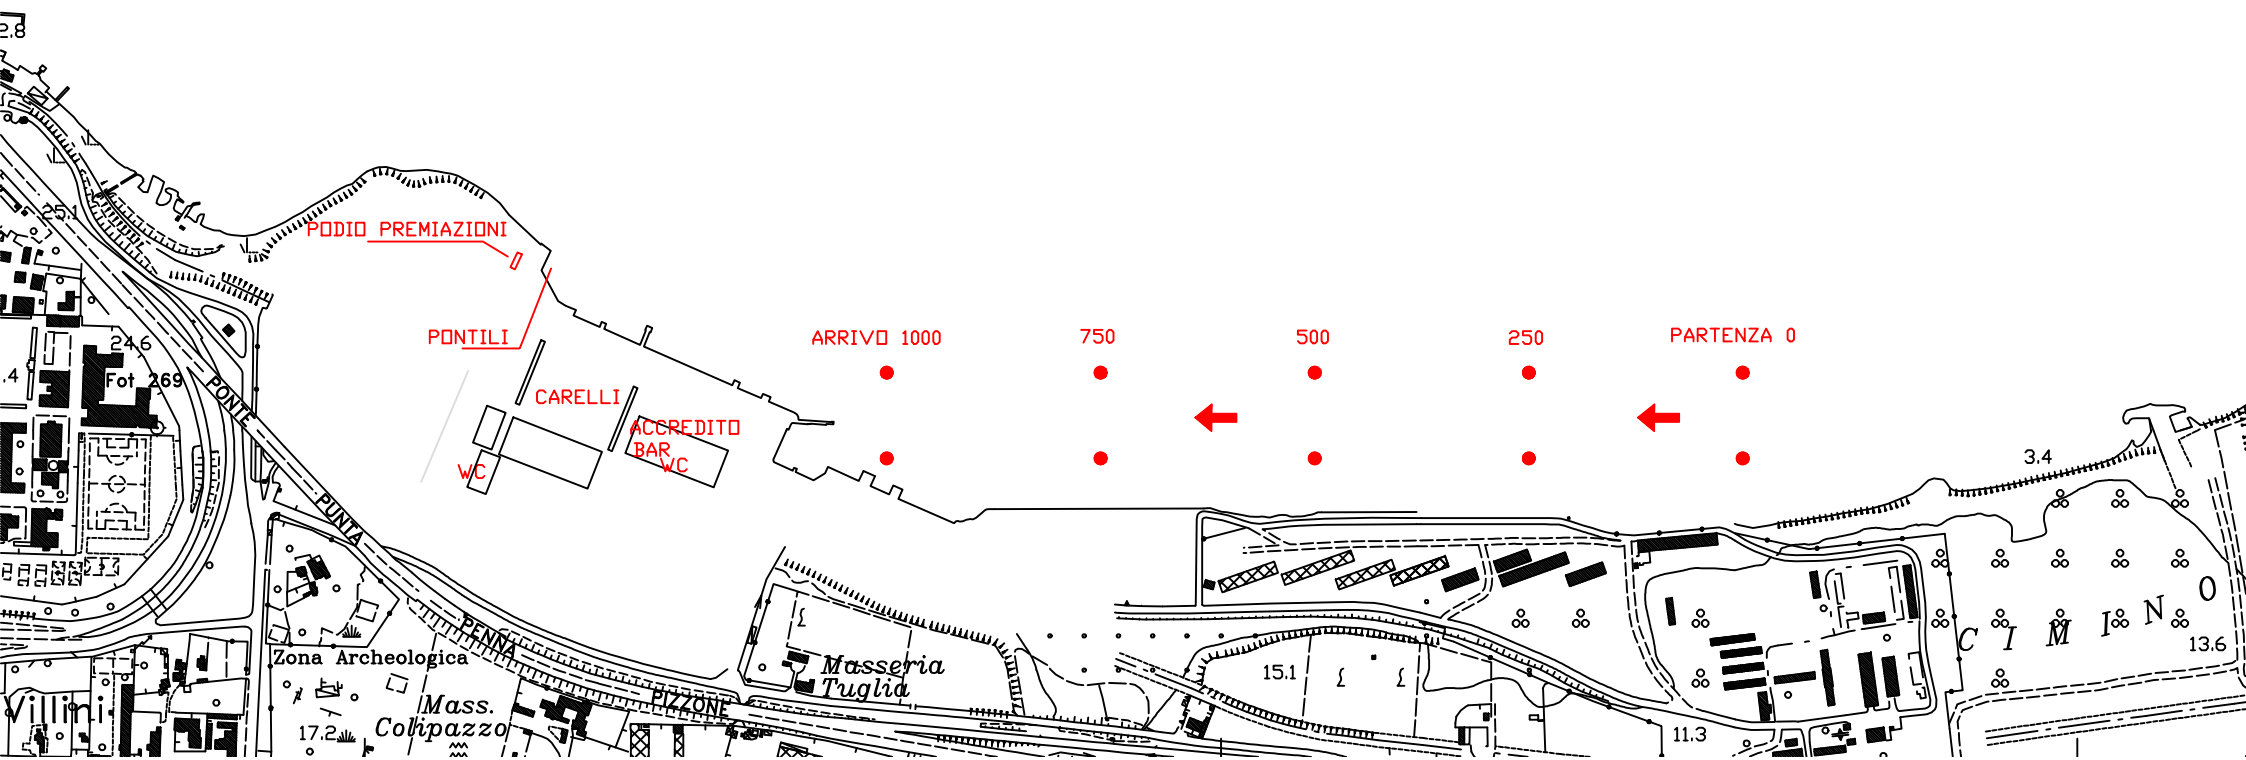 2.8
25.1
PODIO PREMIAZIONI
PONTILI
ARRIVO 1000
750
500
250
PARTENZA 0
24.6
.4
Fot 269
PONTE
CARELLI
ACCREDITO
BAR
WC
WC
3.4
PUNTA
PENNA
PIZZONE
CIMINO
13.6
Zona Archeologica
Masseria
Tuglia
15.1
Villini
Mass.
Colipazzo
17.2
11.3